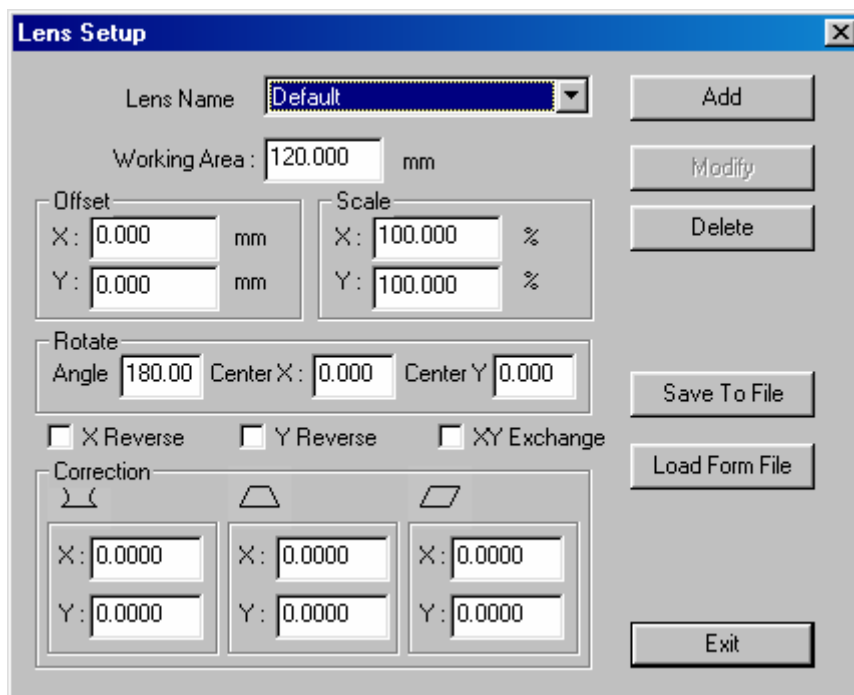 Lens Setup
Lens Name Default Add
Working Area : 120.000 mm Modify
Offset Scale Delete
X : 0.000 mm X : 100.000 %
Y : 0.000 mm Y : 100.000 %
Rotate
Angle 180.00 Center X : 0.000 Center Y 0.000
Save To File
X Reverse Y Reverse XY Exchange
Load Form File
Correction
X : 0.0000 X : 0.0000 X : 0.0000
Y : 0.0000 Y : 0.0000 Y : 0.0000
Exit